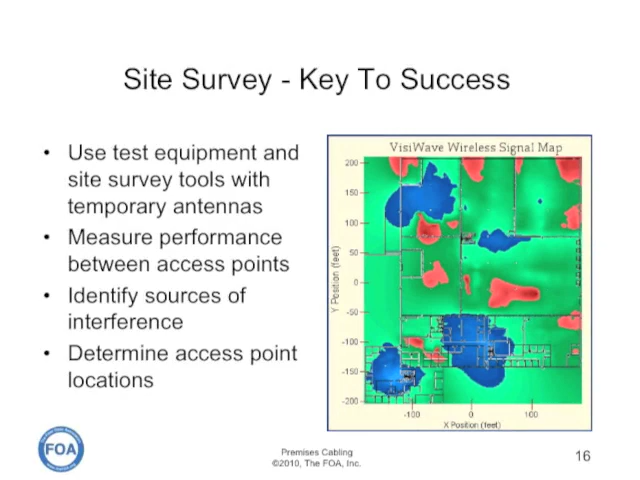 Site Survey - Key To Success
• Use test equipment and
site survey tools with
temporary antennas
• Measure performance
between access points
• Identify sources of
interference
• Determine access point
locations
VisiWave Wireless Signal Map
Y Position (feet)
200
150
100
50
0
-50
-100
-150
-200
-100 0 100
X Position (feet)
FOA
Premises Cabling
©2010, The FOA, Inc.
16